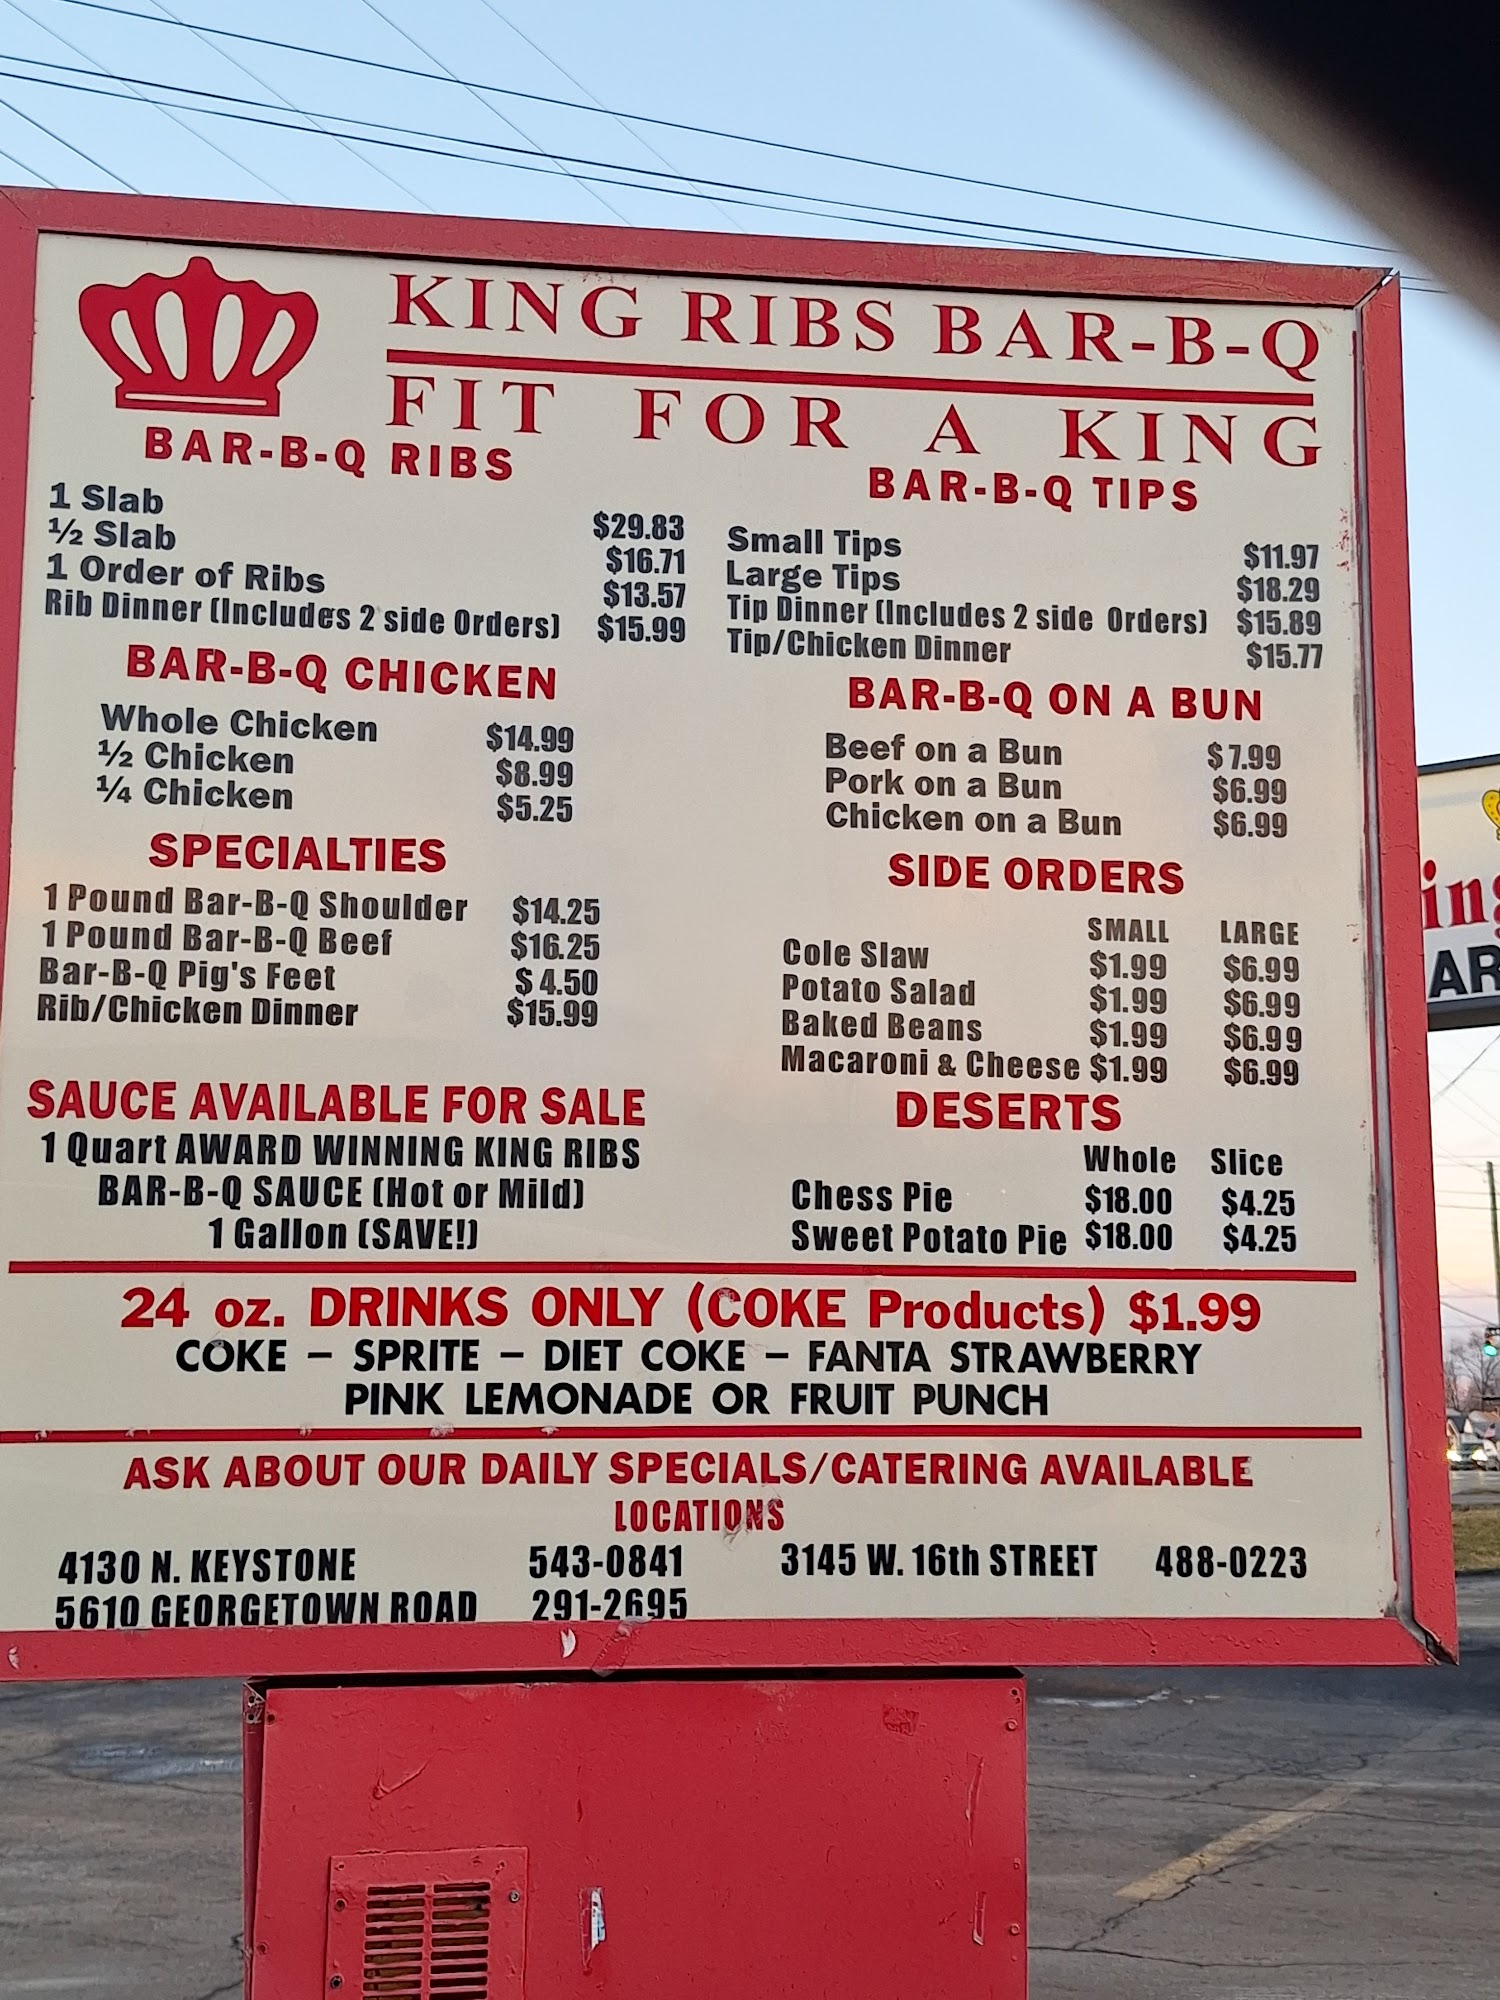 KING RIBS BAR-B-Q
FIT FOR A KING
BAR-B-Q RIBS
1 Slab $29.83
½ Slab $16.71
1 Order of Ribs $13.57
Rib Dinner (Includes 2 side Orders) $15.99
BAR-B-Q TIPS
Small Tips $11.97
Large Tips $18.29
Tip Dinner (Includes 2 side Orders) $15.89
Tip/Chicken Dinner $15.77
BAR-B-Q CHICKEN
Whole Chicken $14.99
½ Chicken $8.99
¼ Chicken $5.25
BAR-B-Q ON A BUN
Beef on a Bun $7.99
Pork on a Bun $6.99
Chicken on a Bun $6.99
SPECIALTIES
1 Pound Bar-B-Q Shoulder $14.25
1 Pound Bar-B-Q Beef $16.25
Bar-B-Q Pig's Feet $4.50
Rib/Chicken Dinner $15.99
SIDE ORDERS
SMALL LARGE
Cole Slaw $1.99 $6.99
Potato Salad $1.99 $6.99
Baked Beans $1.99 $6.99
Macaroni & Cheese $1.99 $6.99
SAUCE AVAILABLE FOR SALE
1 Quart AWARD WINNING KING RIBS
BAR-B-Q SAUCE (Hot or Mild)
1 Gallon (SAVE!)
DESERTS
Whole Slice
Chess Pie $18.00 $4.25
Sweet Potato Pie $18.00 $4.25
24 oz. DRINKS ONLY (COKE Products) $1.99
COKE – SPRITE – DIET COKE – FANTA STRAWBERRY
PINK LEMONADE OR FRUIT PUNCH
ASK ABOUT OUR DAILY SPECIALS/CATERING AVAILABLE
LOCATIONS
4130 N. KEYSTONE 543-0841 3145 W. 16th STREET 488-0223
5610 GEORGETOWN ROAD 291-2695
ing
AR